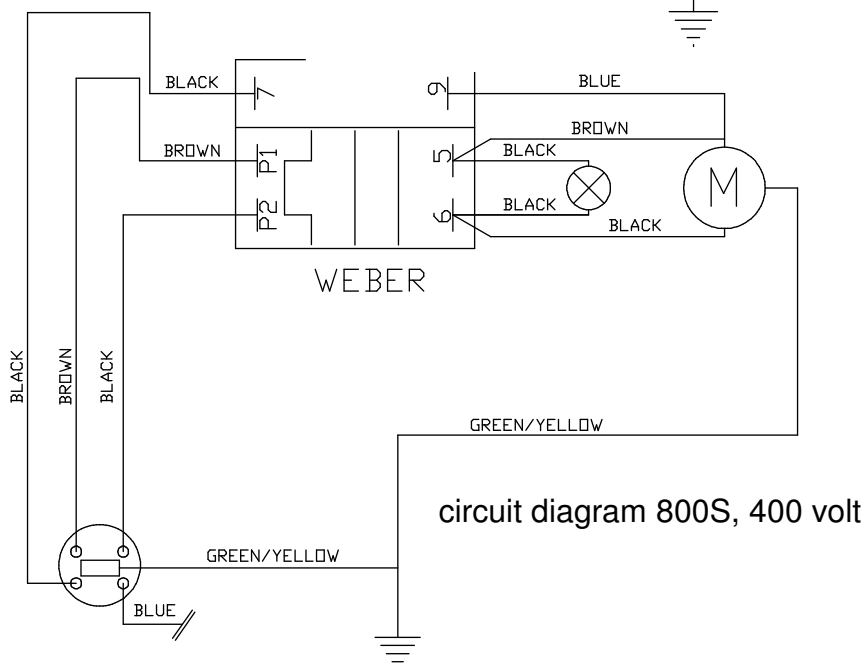 BLACK
7
9
BLUE
BROWN
P1
5
BROWN
BLACK
M
P2
6
BLACK
BLACK
WEBER
BLACK
BROWN
BLACK
GREEN/YELLOW
circuit diagram 800S, 400 volt
GREEN/YELLOW
BLUE